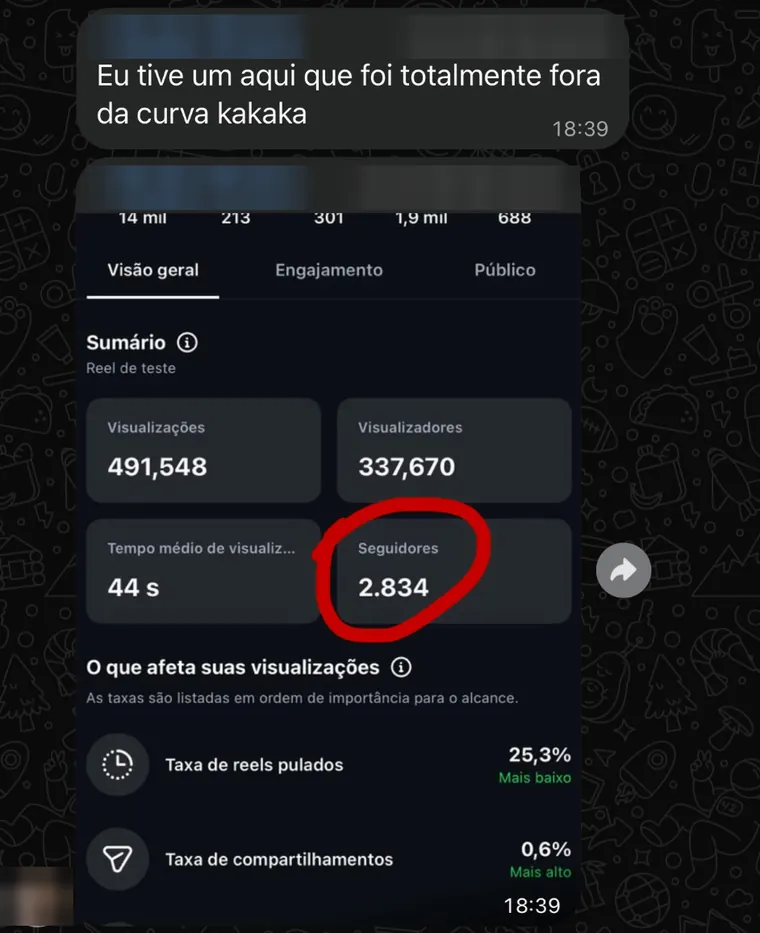 Eu tive um aqui que foi totalmente fora
da curva kakaka
18:39
14 mil 213 301 1,9 mil 688
Visão geral Engajamento Público
Sumário
Reel de teste
Visualizações Visualizadores
491,548 337,670
Tempo médio de visualiz... Seguidores
44 s 2.834
O que afeta suas visualizações
As taxas são listadas em ordem de importância para o alcance.
Taxa de reels pulados 25,3%
Mais baixo
Taxa de compartilhamentos 0,6%
Mais alto
18:39